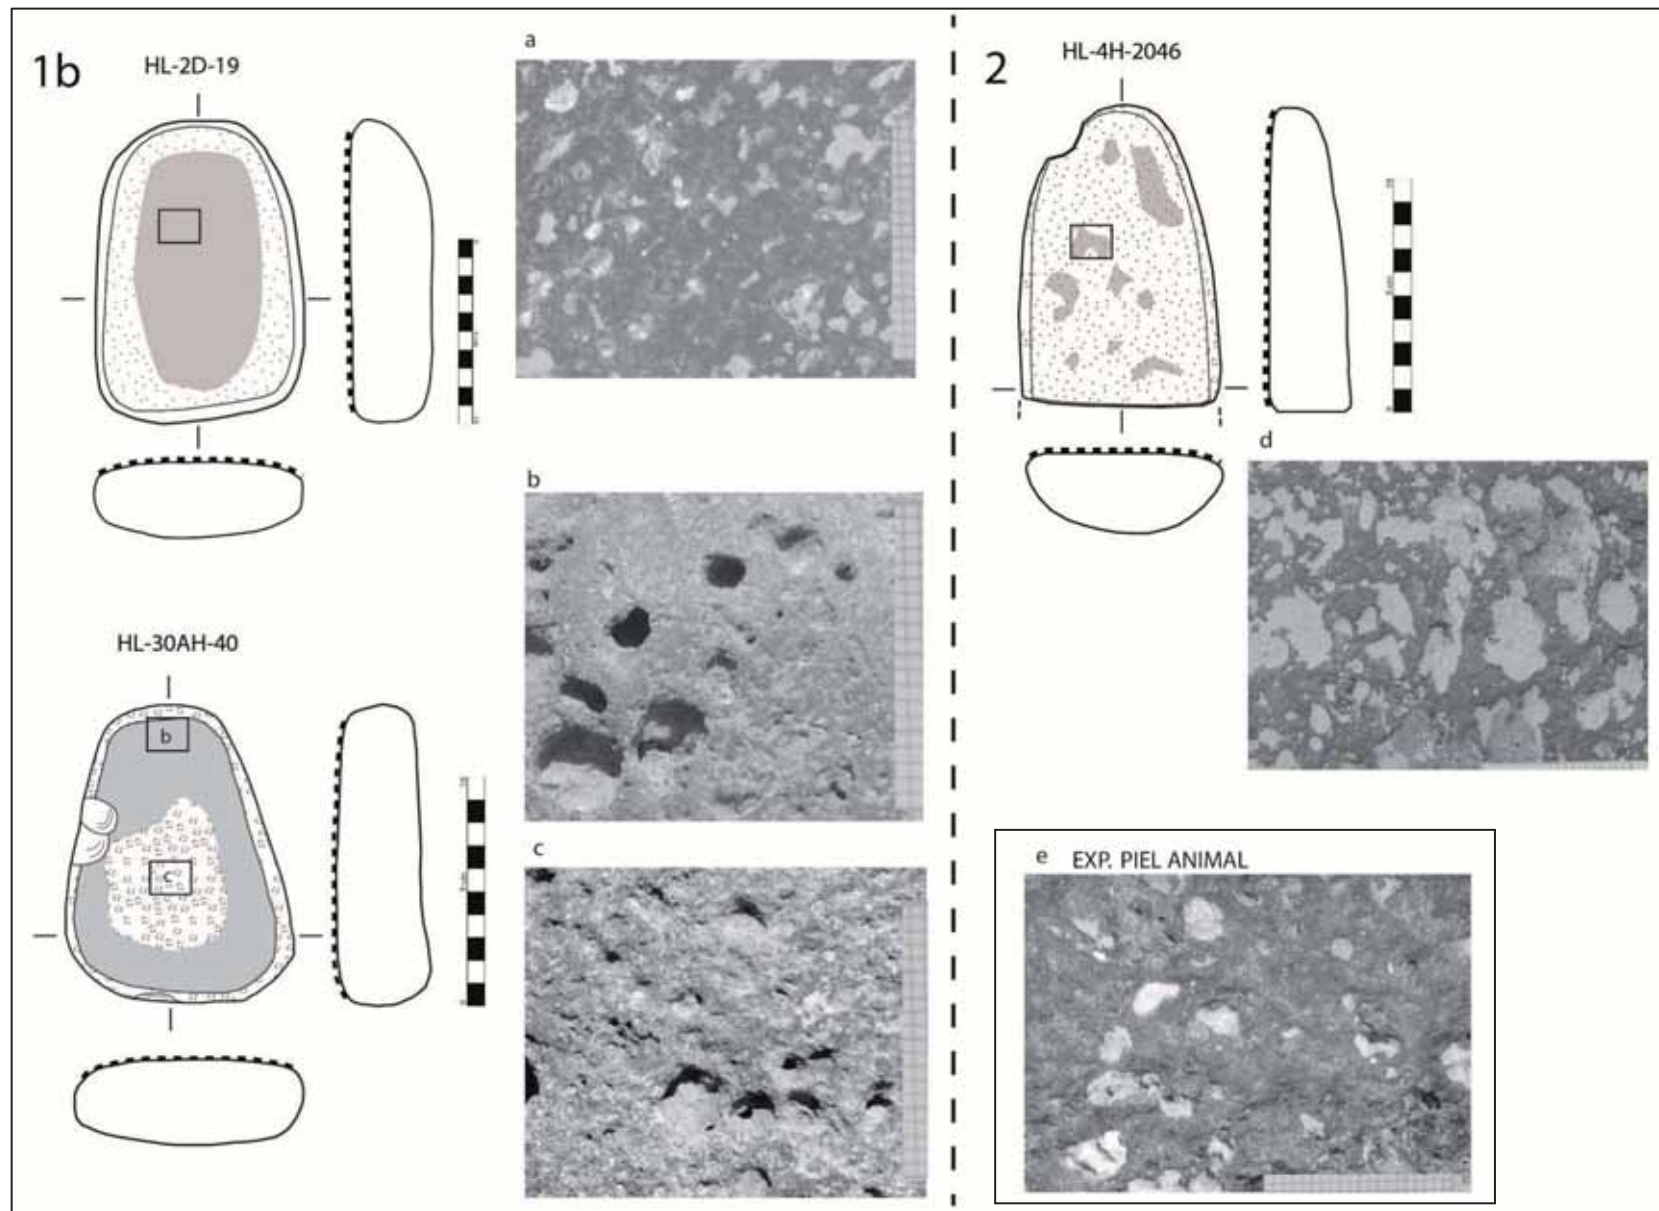 1b
HL-2D-19
a
b
HL-30AH-40
b
c
c
2
HL-4H-2046
d
e EXP. PIEL ANIMAL